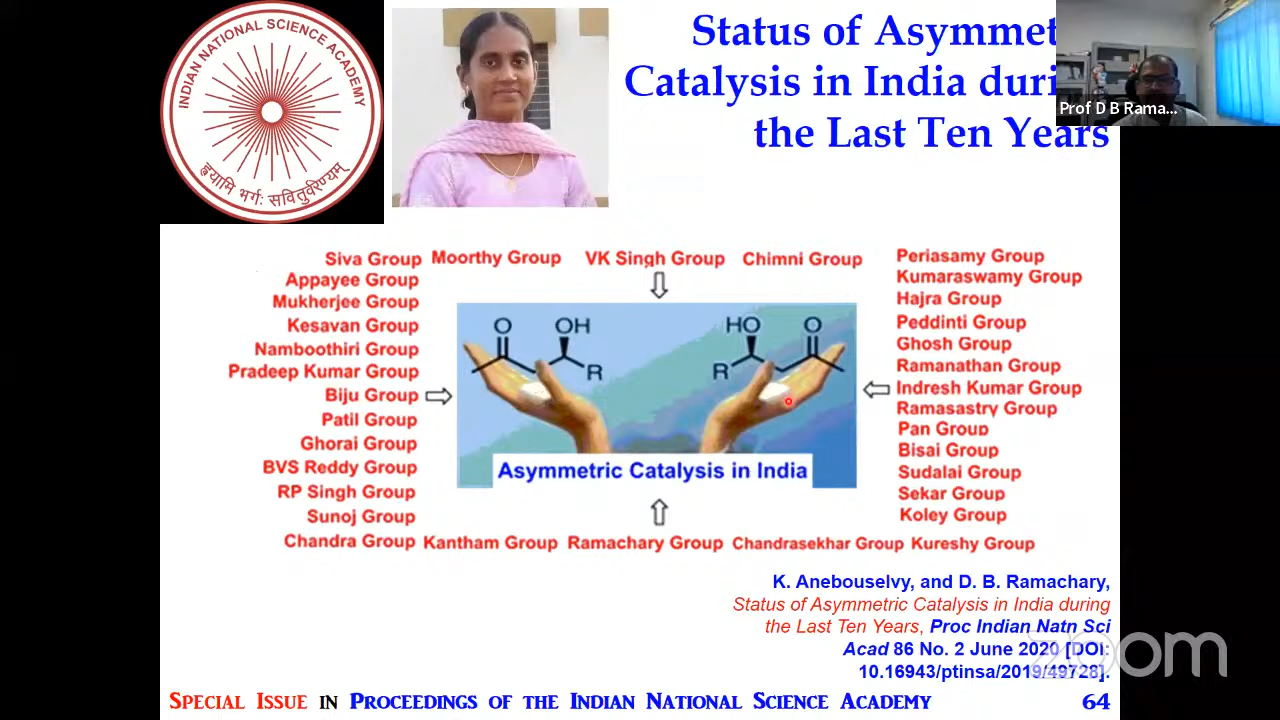 INDIAN NATIONAL SCIENCE ACADEMY
हव्यामि भर्गः सवितुर्वरेण्यम्
Status of Asymmet
Catalysis in India duri
the Last Ten Years
Prof D B Rama...
Siva Group
Moorthy Group
VK Singh Group
Chimni Group
Periasamy Group
Appayee Group
Kumaraswamy Group
Mukherjee Group
Hajra Group
Kesavan Group
Peddinti Group
Namboothiri Group
Ghosh Group
Pradeep Kumar Group
Ramanathan Group
Biju Group
Indresh Kumar Group
Patil Group
Ramasastry Group
Ghorai Group
Pan Group
BVS Reddy Group
Bisai Group
RP Singh Group
Sudalai Group
Sunoj Group
Sekar Group
Chandra Group
Koley Group
O OH
R
HO O
R
Asymmetric Catalysis in India
Kantham Group
Ramachary Group
Chandrasekhar Group
Kureshy Group
K. Anebouselvy, and D. B. Ramachary,
Status of Asymmetric Catalysis in India during
the Last Ten Years, Proc Indian Natn Sci
Acad 86 No. 2 June 2020 [DOI:
10.16943/ptinsa/2019/49728].
zoom
SPECIAL ISSUE IN PROCEEDINGS OF THE INDIAN NATIONAL SCIENCE ACADEMY
64